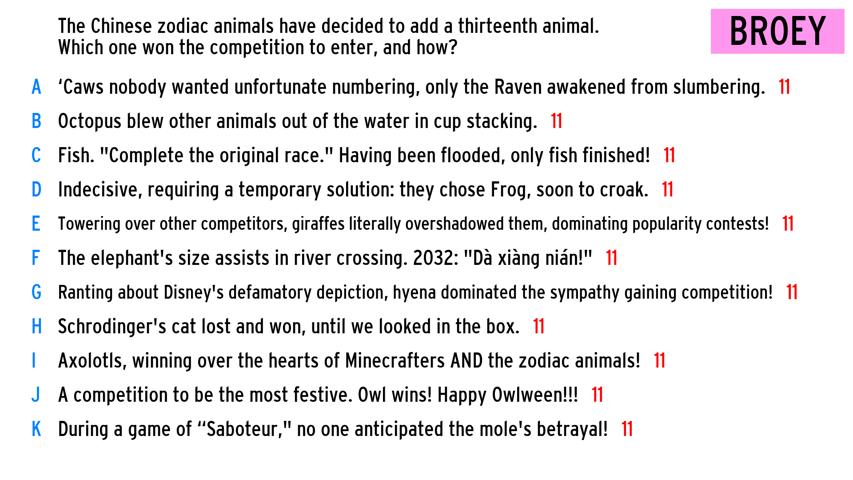 The Chinese zodiac animals have decided to add a thirteenth animal.
Which one won the competition to enter, and how?
BROEY
A 'Caws nobody wanted unfortunate numbering, only the Raven awakened from slumbering. 11
B Octopus blew other animals out of the water in cup stacking. 11
C Fish. "Complete the original race." Having been flooded, only fish finished! 11
D Indecisive, requiring a temporary solution: they chose Frog, soon to croak. 11
E Towering over other competitors, giraffes literally overshadowed them, dominating popularity contests! 11
F The elephant's size assists in river crossing. 2032: "Dà xiàng nián!" 11
G Ranting about Disney's defamatory depiction, hyena dominated the sympathy gaining competition! 11
H Schrodinger's cat lost and won, until we looked in the box. 11
I Axolotls, winning over the hearts of Minecrafters AND the zodiac animals! 11
J A competition to be the most festive. Owl wins! Happy Owlween!!! 11
K During a game of “Saboteur," no one anticipated the mole's betrayal! 11